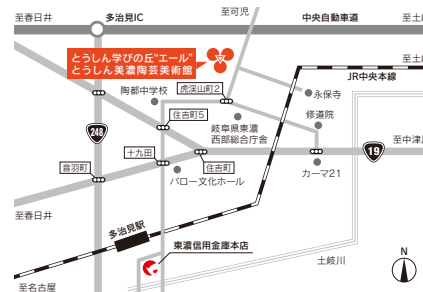 至春日井
多治見IC
至可児
中央自動車道
至土
とうしん学びの丘“エール”
とうしん美濃陶芸美術館
至土
JR中央本線
陶都中学校
虎渓山町2
永保寺
修道院
住吉町5
岐阜県東濃
西部総合庁舎
248
十九田
住吉町
19
至中津川
音羽町
バロー文化ホール
カーマ21
至春日井
多治見駅
東濃信用金庫本店
土岐川
N
至名古屋